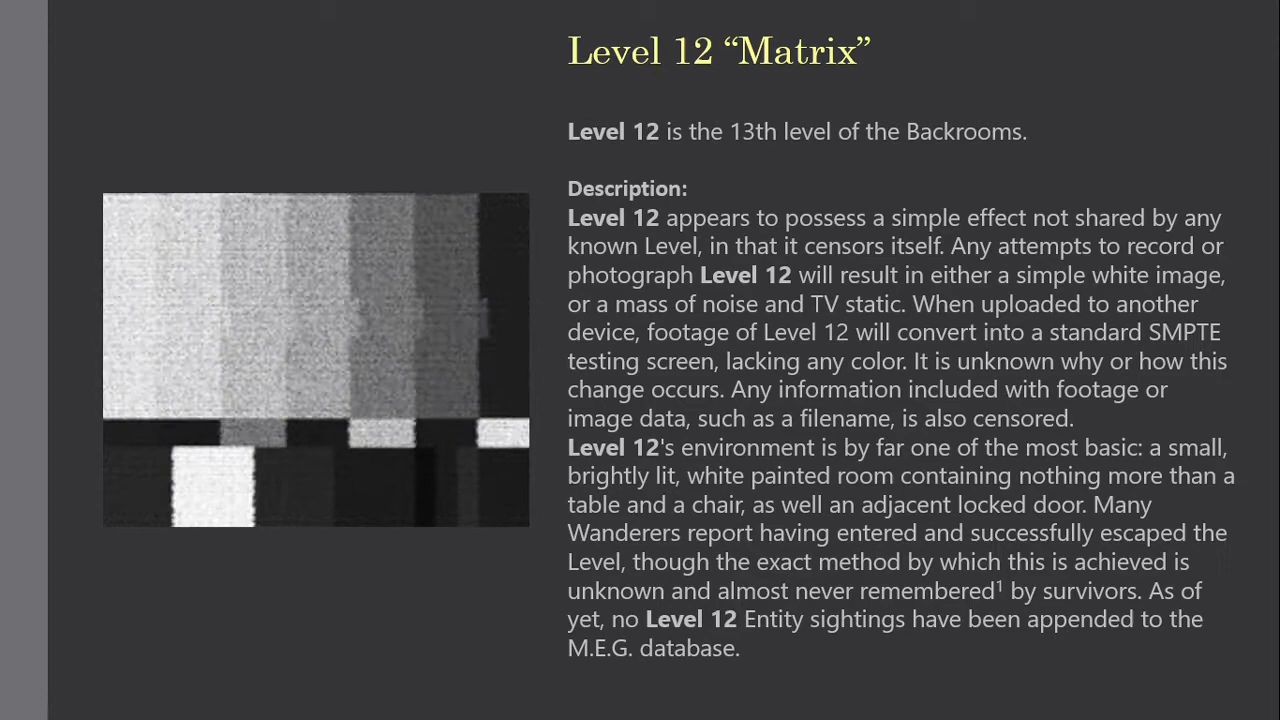 Level 12 “Matrix”
Level 12 is the 13th level of the Backrooms.
Description:
Level 12 appears to possess a simple effect not shared by any
known Level, in that it censors itself. Any attempts to record or
photograph Level 12 will result in either a simple white image,
or a mass of noise and TV static. When uploaded to another
device, footage of Level 12 will convert into a standard SMPTE
testing screen, lacking any color. It is unknown why or how this
change occurs. Any information included with footage or
image data, such as a filename, is also censored.
Level 12's environment is by far one of the most basic: a small,
brightly lit, white painted room containing nothing more than a
table and a chair, as well an adjacent locked door. Many
Wanderers report having entered and successfully escaped the
Level, though the exact method by which this is achieved is
unknown and almost never remembered¹ by survivors. As of
yet, no Level 12 Entity sightings have been appended to the
M.E.G. database.